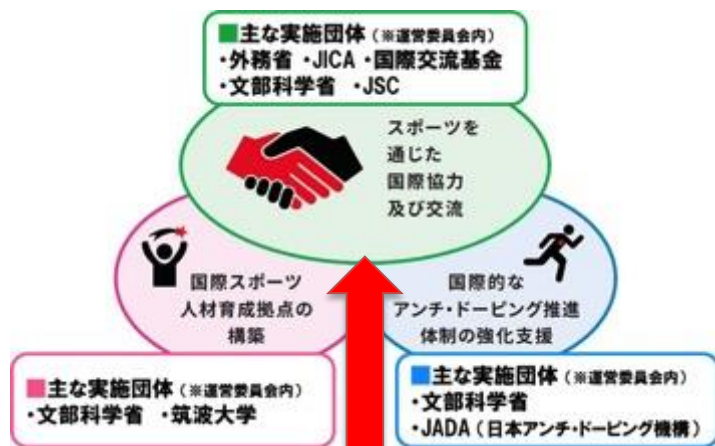 ■主な実施団体(※運営委員会内)
・外務省 ・JICA ・国際交流基金
・文部科学省 ・JSC
スポーツを
通じた
国際協力
及び交流
国際スポーツ
人材育成拠点の
構築
国際的な
アンチ・ドーピング推進
体制の強化支援
■主な実施団体(※運営委員会内)
・文部科学省 ・筑波大学
■主な実施団体(※運営委員会内)
・文部科学省
・JADA(日本アンチ・ドーピング機構)